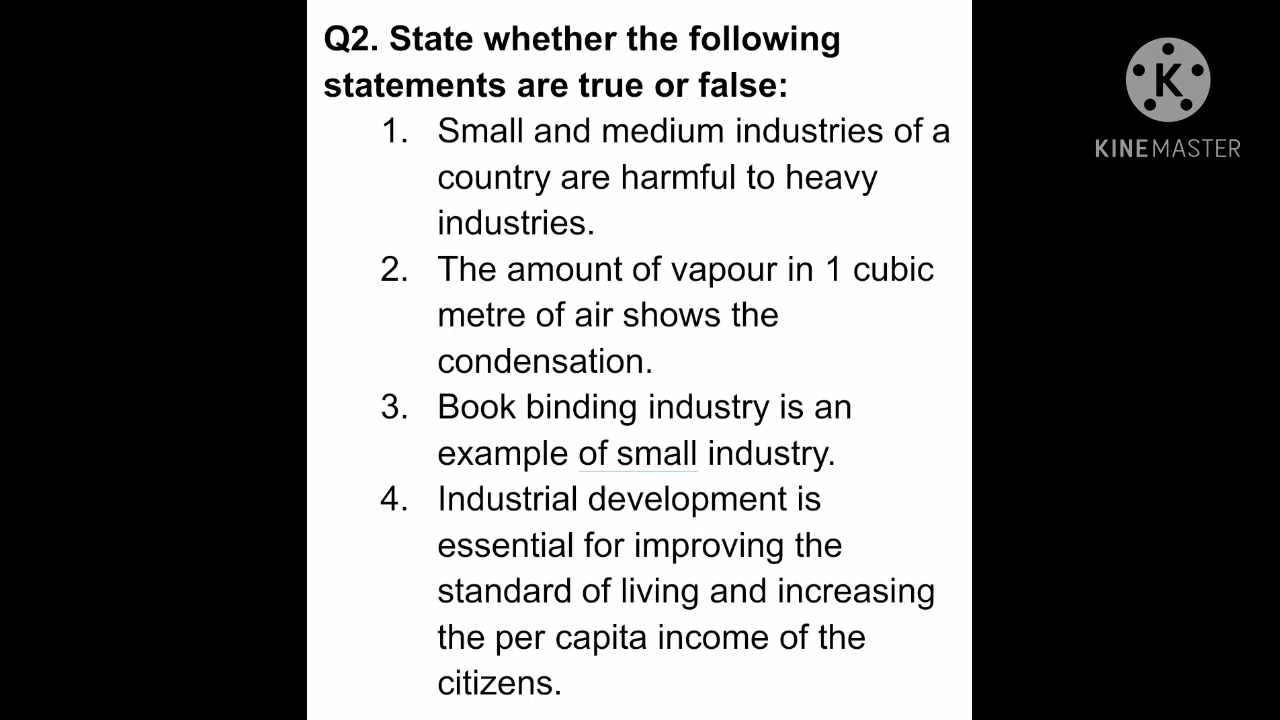 Q2. State whether the following
statements are true or false:
1. Small and medium industries of a
country are harmful to heavy
industries.
2. The amount of vapour in 1 cubic
metre of air shows the
condensation.
3. Book binding industry is an
example of small industry.
4. Industrial development is
essential for improving the
standard of living and increasing
the per capita income of the
citizens.
K
KINEMASTER